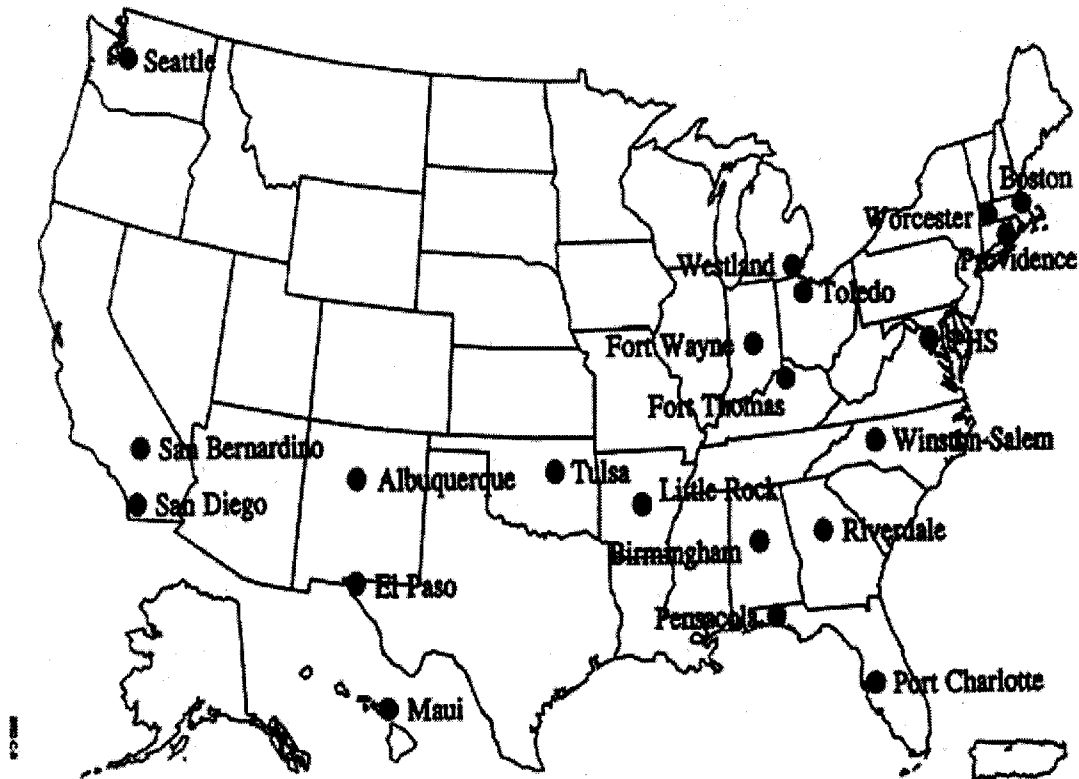 Seattle
Boston
Worcester
Providence
Westland
Toledo
Fort Wayne
Fort Thomas
Winston-Salem
San Bernardino
Albuquerque
Tulsa
Little Rock
San Diego
Riverdale
Birmingham
El Paso
Pensacola
Port Charlotte
Maui